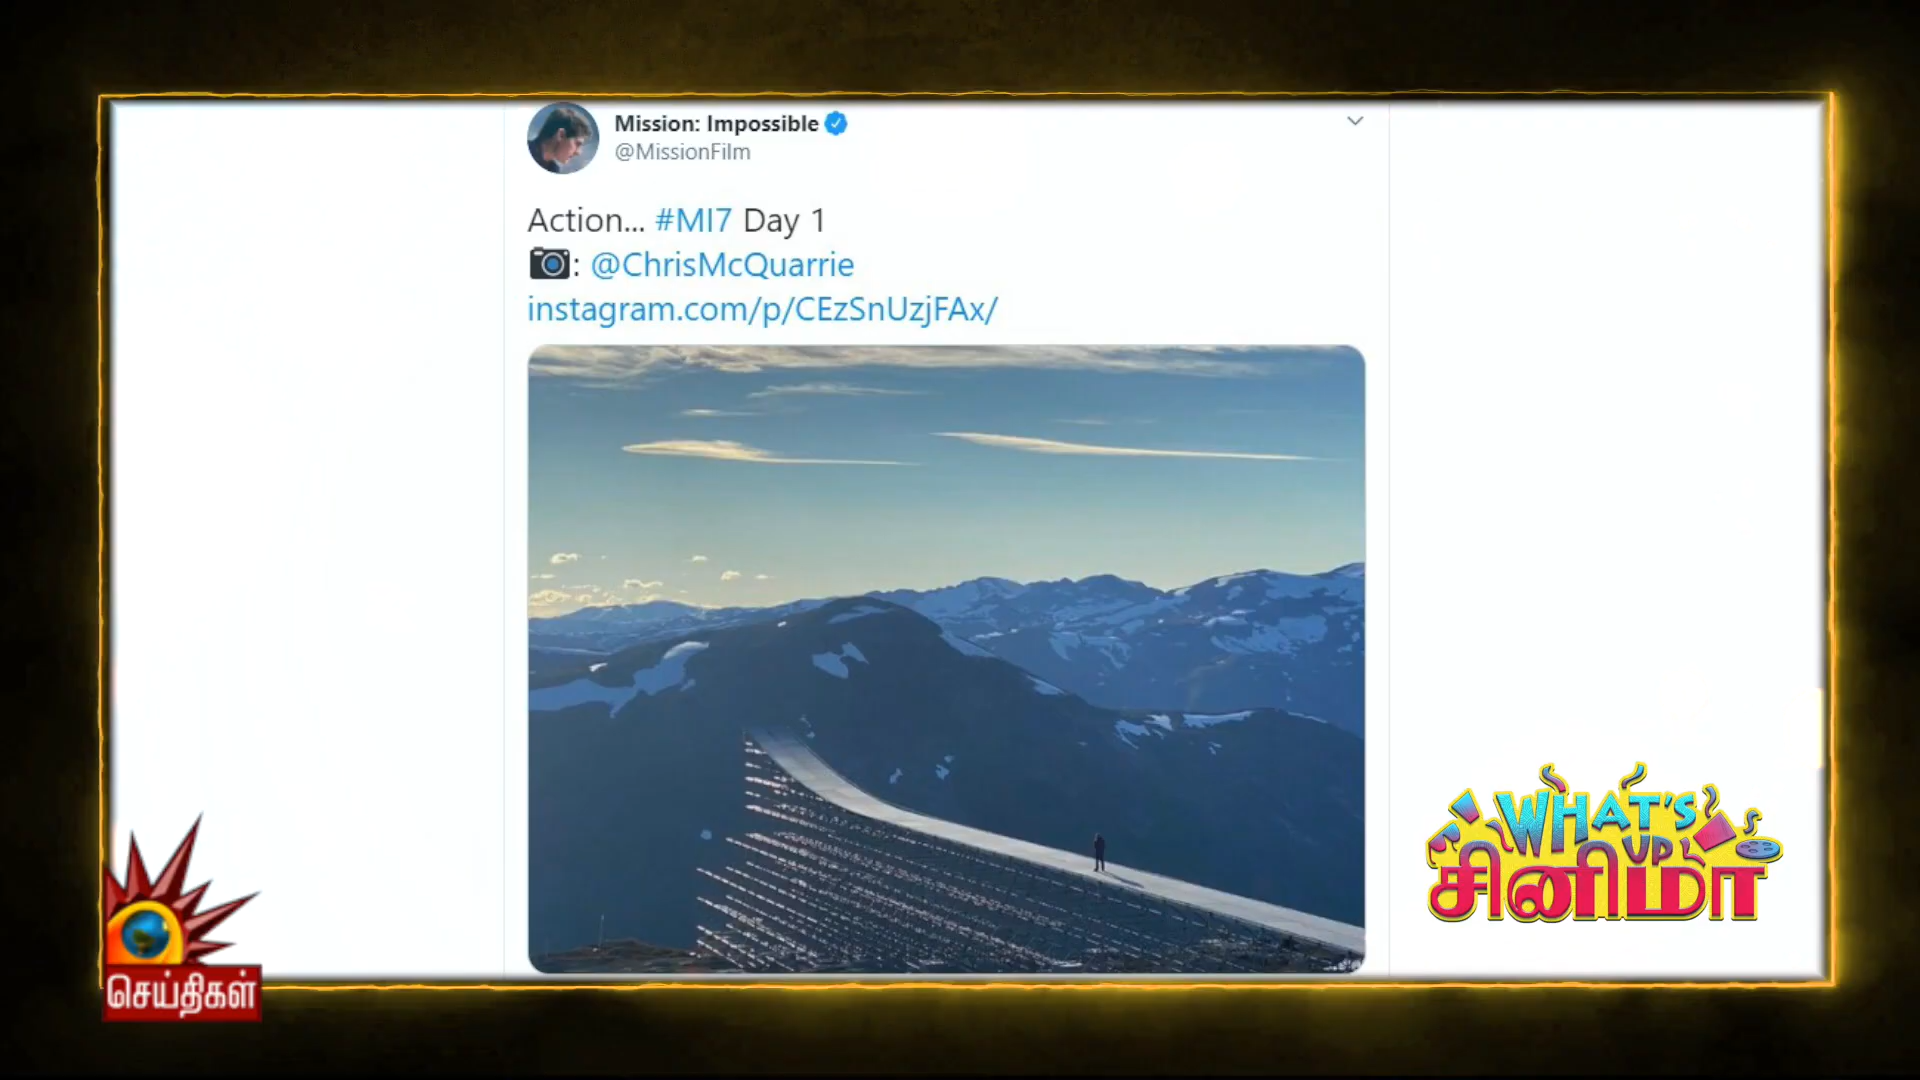 Mission: Impossible
@MissionFilm
Action... #MI7 Day 1
: @ChrisMcQuarrie
instagram.com/p/CEzSnUzjFAx/
WHAT'S
UP
சினிமா
செய்திகள்